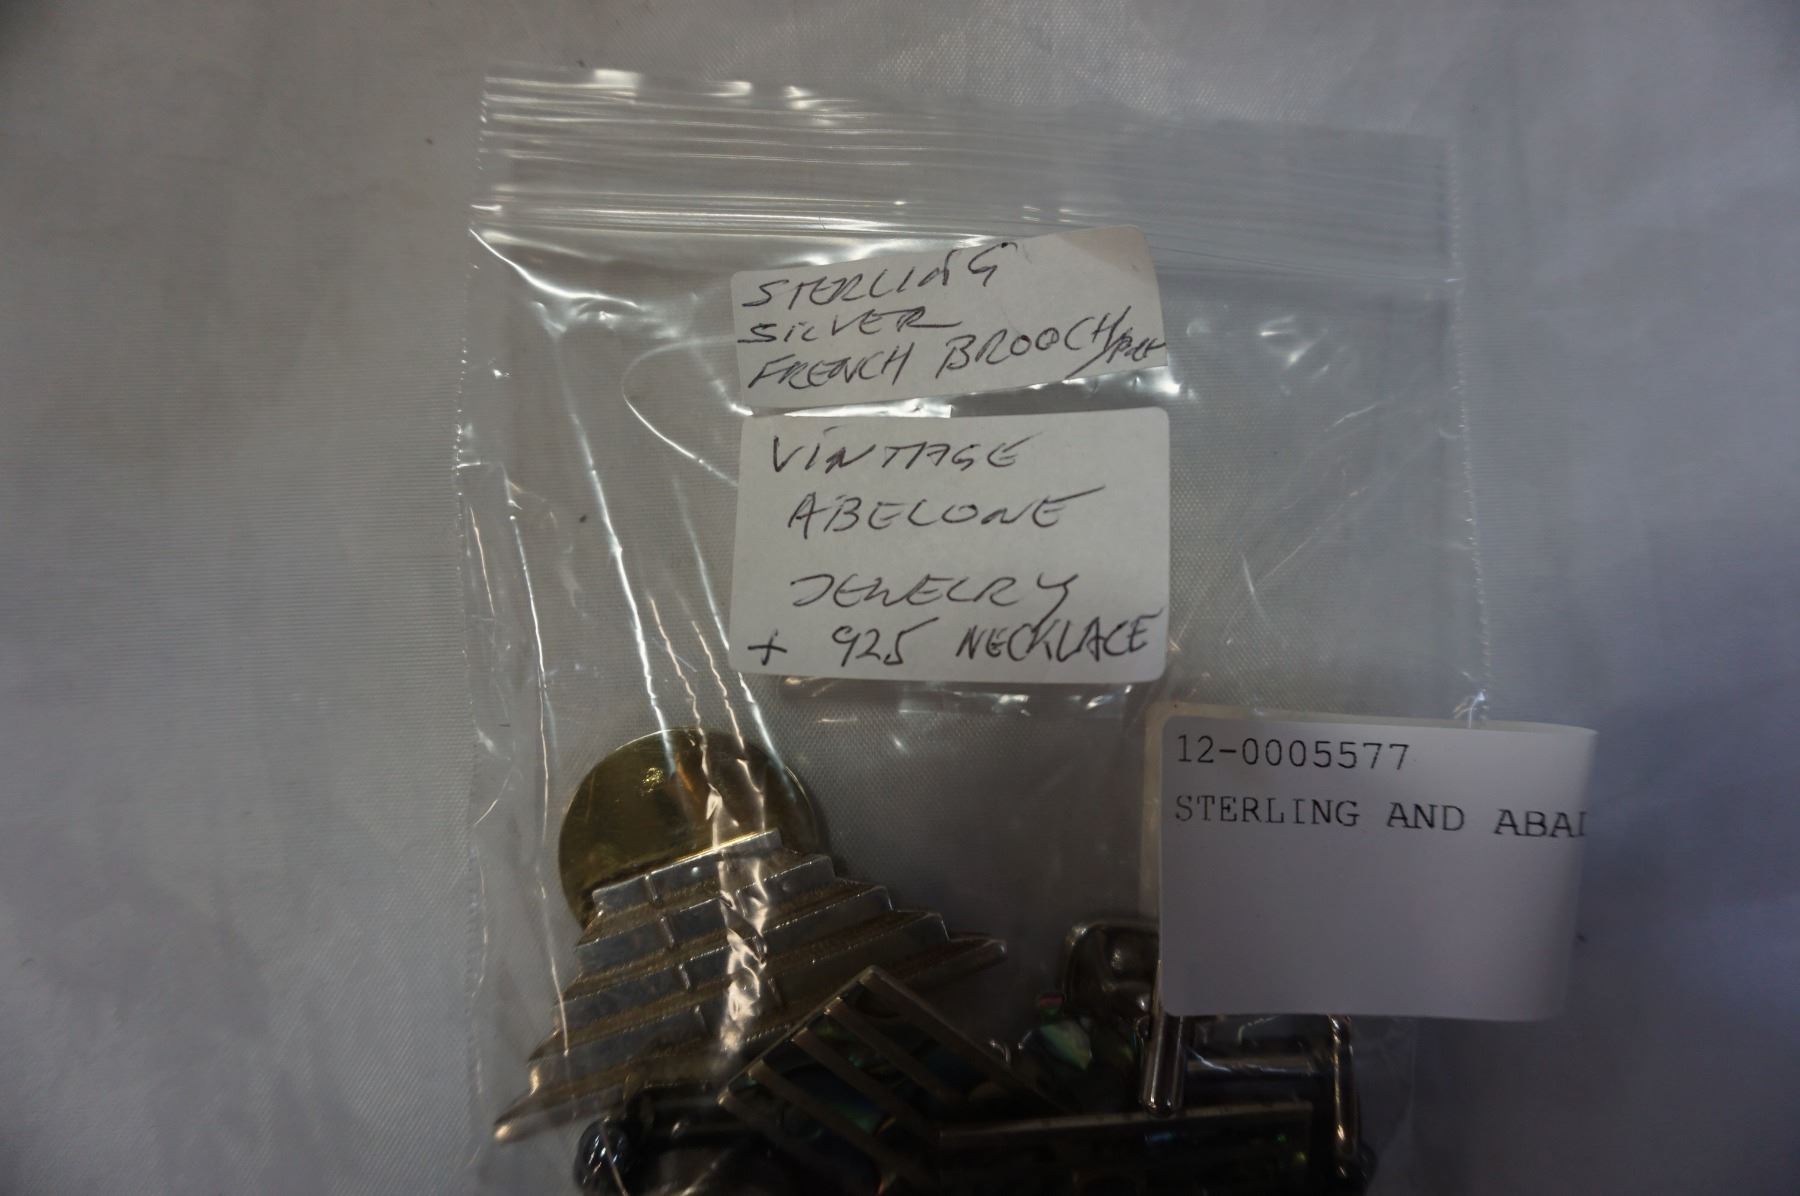 STERLING
SILVER
FRENCH BROOCH/
VINTAGE
ABELONE
JEWELRY
+ 925 NECKLACE
12-0005577
STERLING AND ABAL